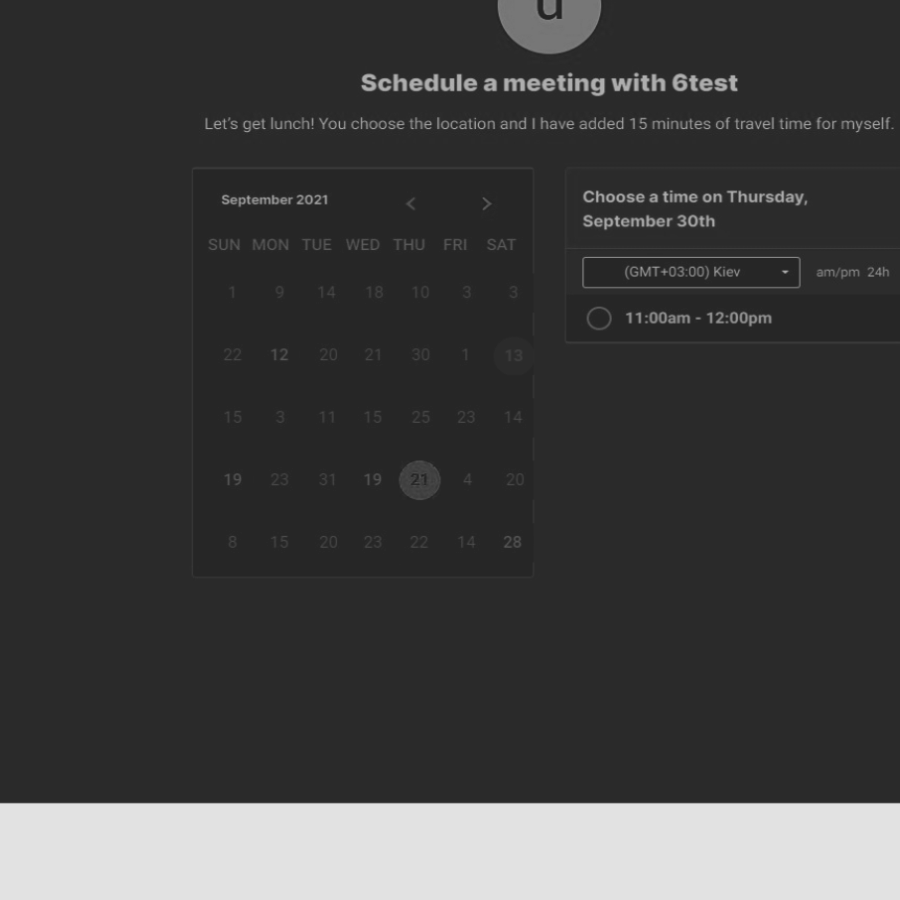 u
Schedule a meeting with 6test
Let's get lunch! You choose the location and I have added 15 minutes of travel time for myself.
September 2021
SUN MON TUE WED THU FRI SAT
1 9 14 18 10 3 3
22 12 20 21 30 1 13
15 3 11 15 25 23 14
19 23 31 19 21 4 20
8 15 20 23 22 14 28
Choose a time on Thursday,
September 30th
(GMT+03:00) Kiev am/pm 24h
11:00am - 12:00pm